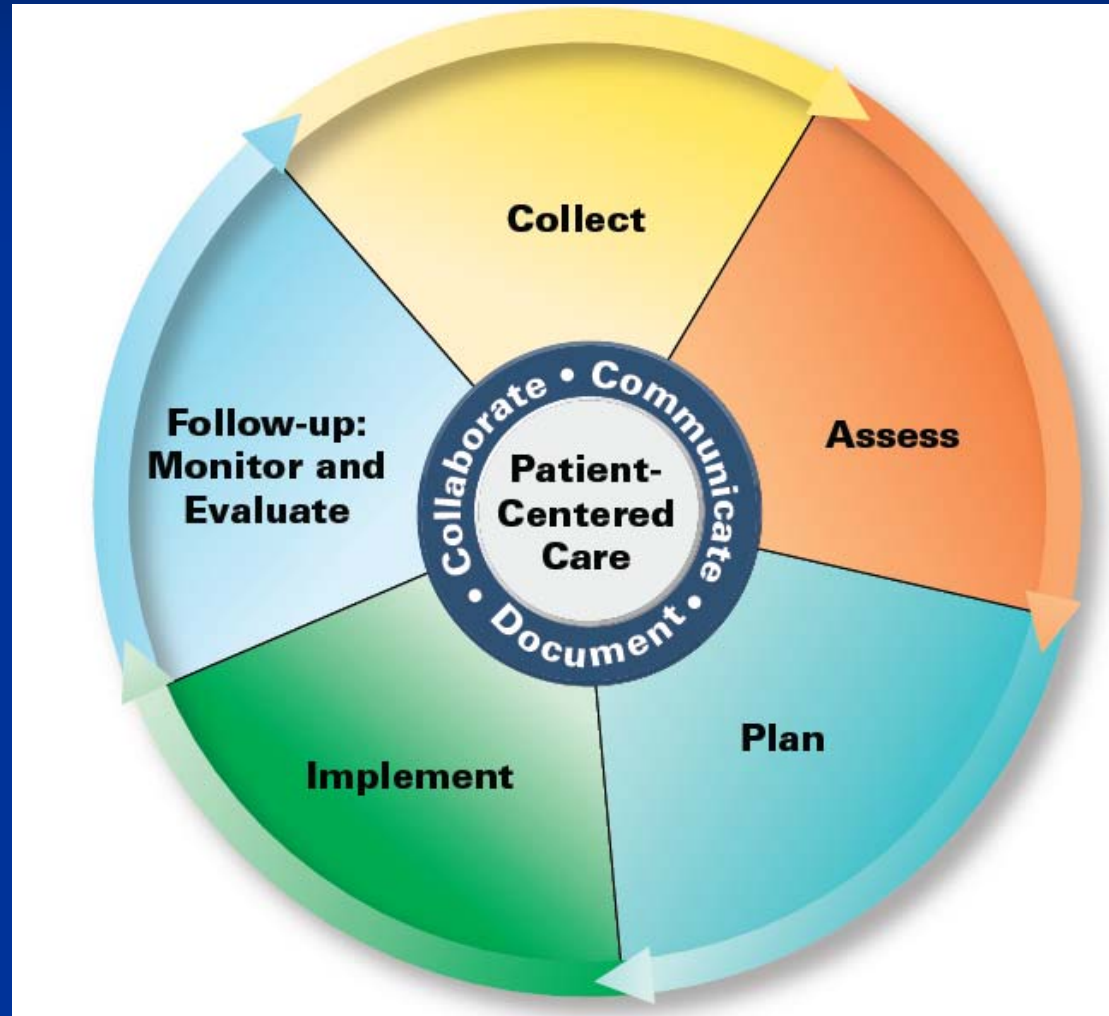 Collect
Assess
Plan
Implement
Follow-up:
Monitor and
Evaluate
Collaborate • Communicate • Document •
Patient-
Centered
Care